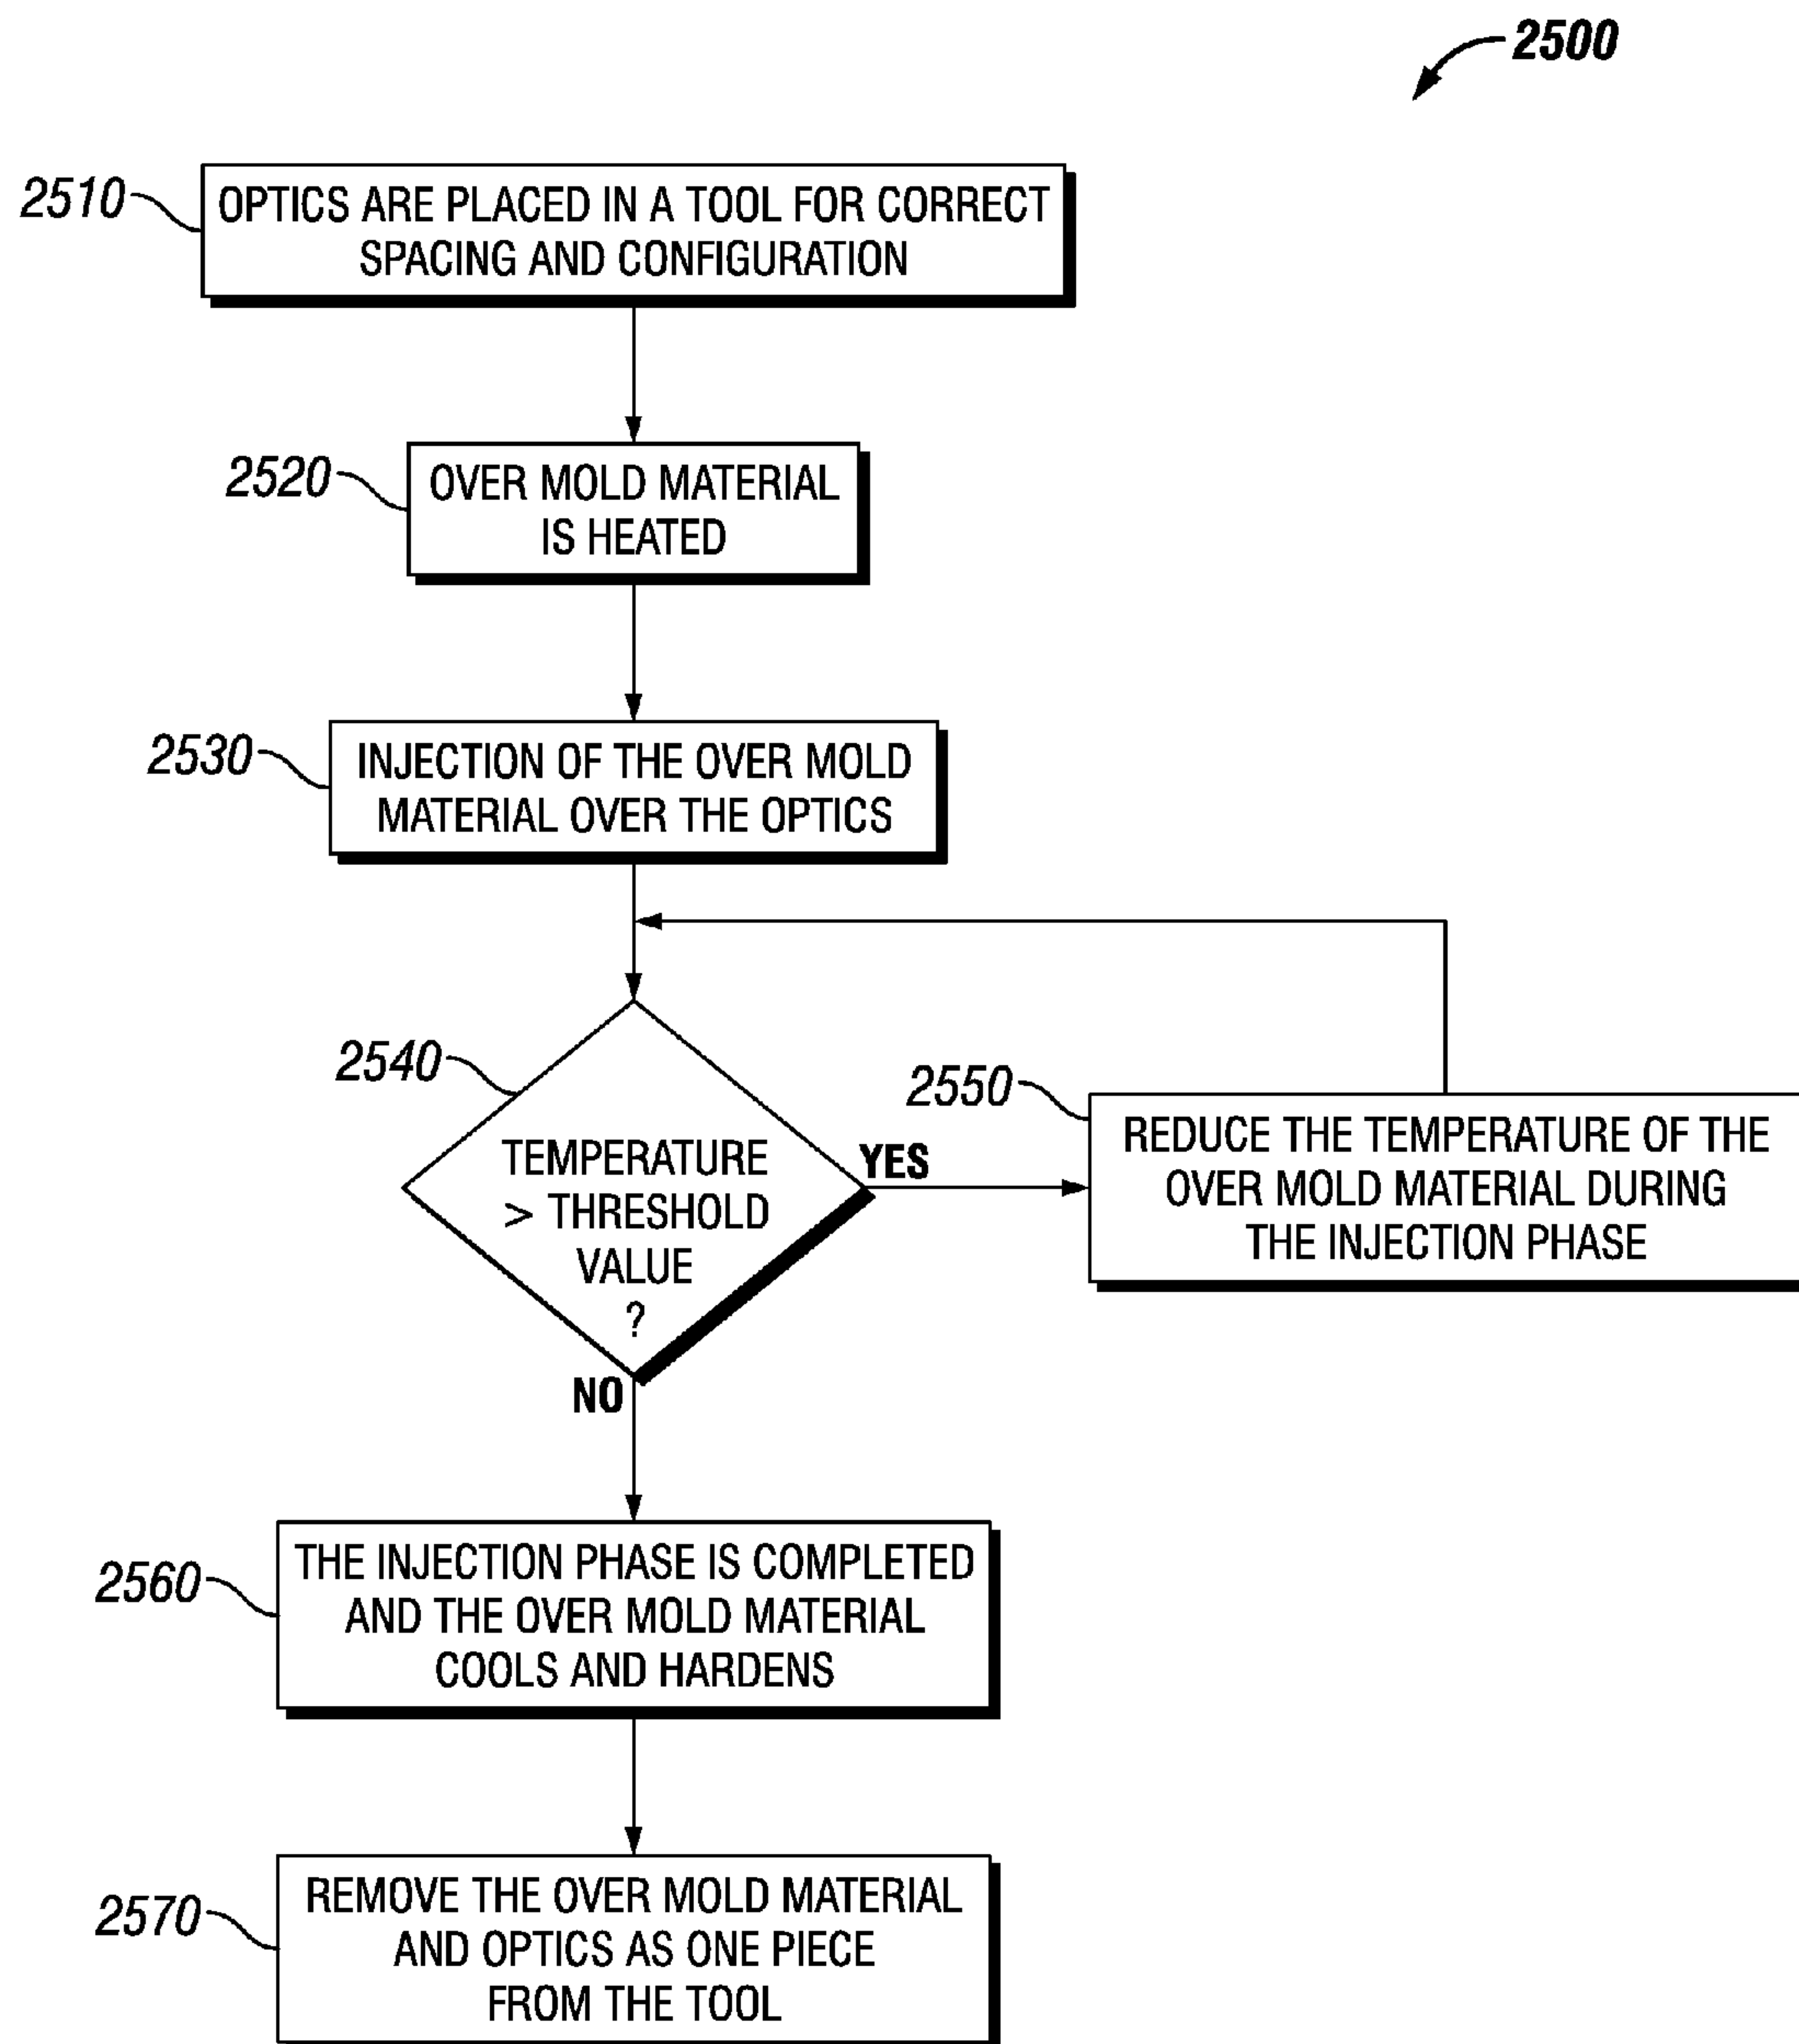 2500
2510
OPTICS ARE PLACED IN A TOOL FOR CORRECT
SPACING AND CONFIGURATION
2520
OVER MOLD MATERIAL
IS HEATED
2530
INJECTION OF THE OVER MOLD
MATERIAL OVER THE OPTICS
2540
TEMPERATURE
> THRESHOLD
VALUE
?
YES
2550
REDUCE THE TEMPERATURE OF THE
OVER MOLD MATERIAL DURING
THE INJECTION PHASE
NO
2560
THE INJECTION PHASE IS COMPLETED
AND THE OVER MOLD MATERIAL
COOLS AND HARDENS
2570
REMOVE THE OVER MOLD MATERIAL
AND OPTICS AS ONE PIECE
FROM THE TOOL